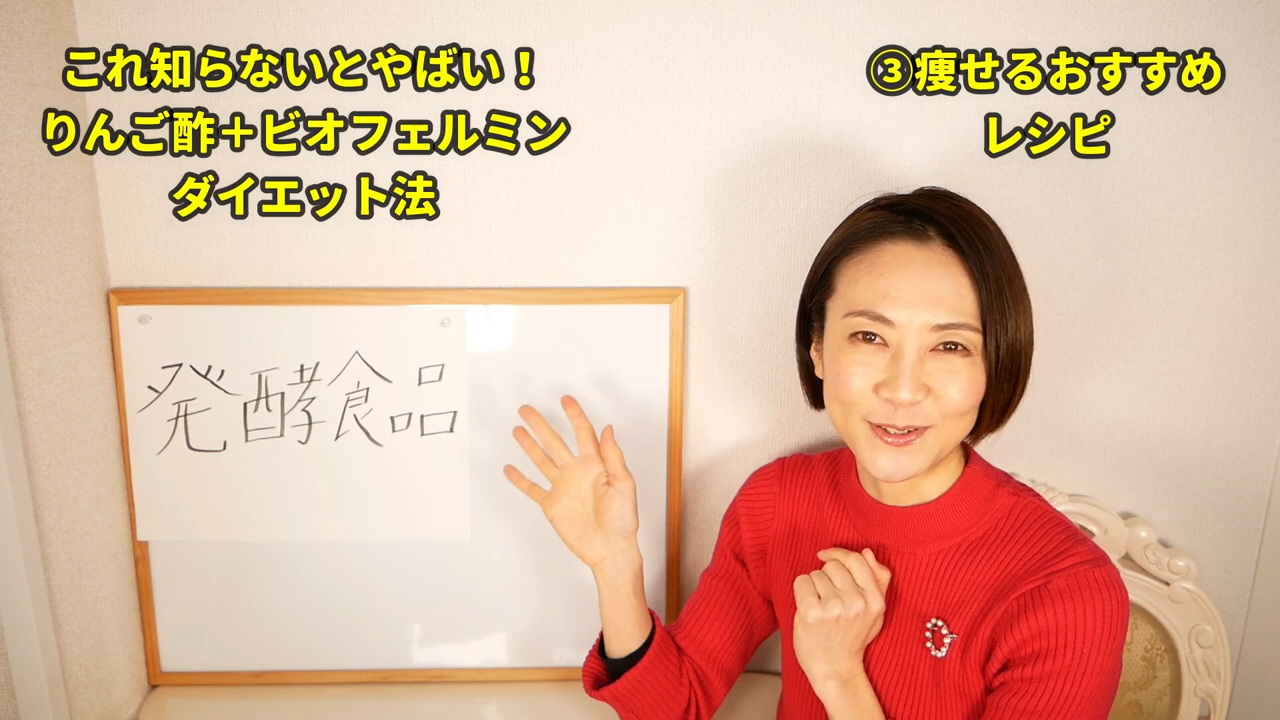 これ知らないとやばい！
りんご酢＋ビオフェルミン
ダイエット法
③痩せるおすすめ
レシピ
発酵食品